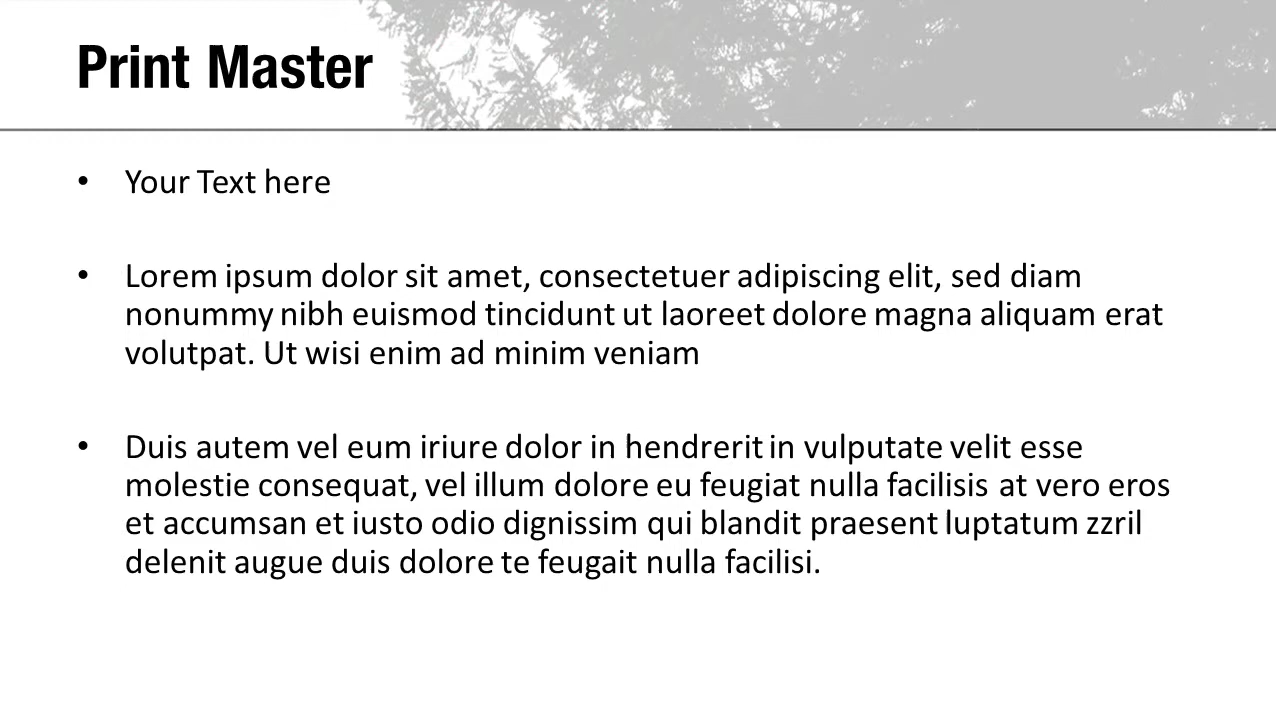 Print Master
• Your Text here
• Lorem ipsum dolor sit amet, consectetuer adipiscing elit, sed diam
nonummy nibh euismod tincidunt ut laoreet dolore magna aliquam erat
volutpat. Ut wisi enim ad minim veniam
• Duis autem vel eum iriure dolor in hendrerit in vulputate velit esse
molestie consequat, vel illum dolore eu feugiat nulla facilisis at vero eros
et accumsan et iusto odio dignissim qui blandit praesent luptatum zzril
delenit augue duis dolore te feugait nulla facilisi.